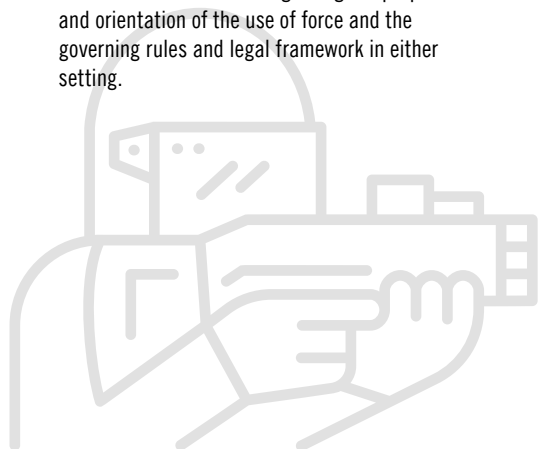 and orientation of the use of force and the
governing rules and legal framework in either
setting.